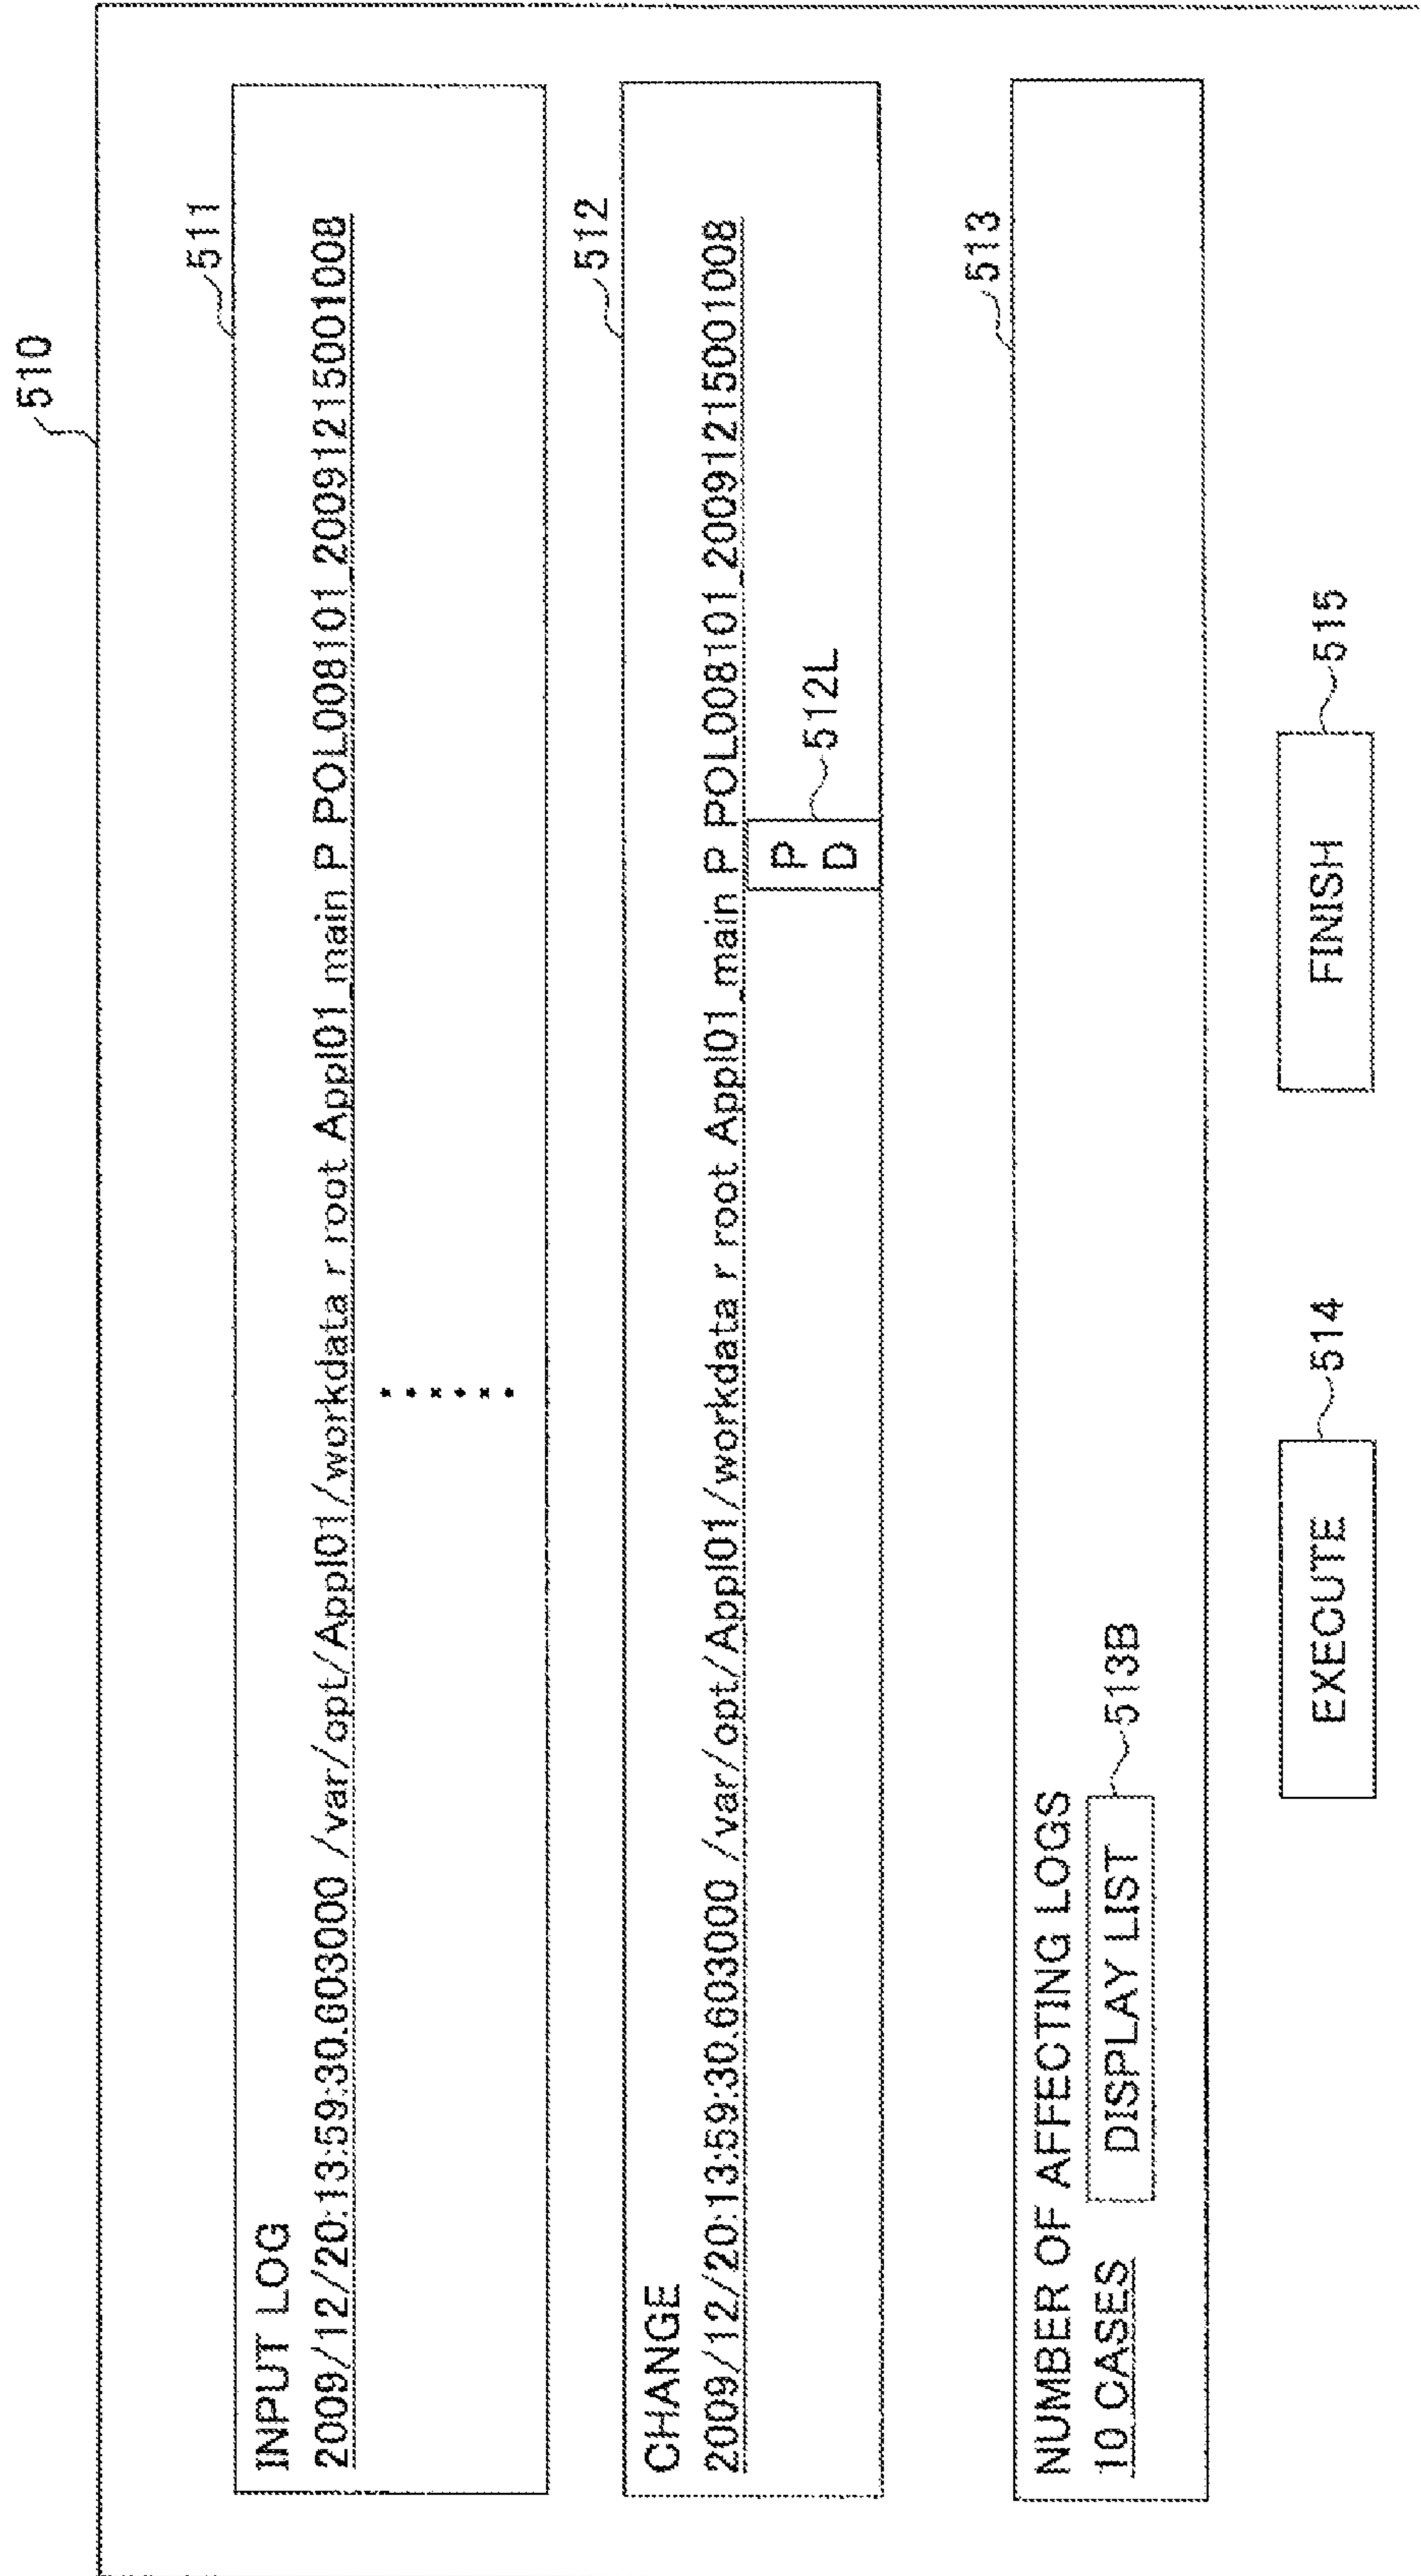 510
511
INPUT LOG
2009/12/20:13:59:30.603000 /var/opt/Appl01/workdata r root Appl01_main P POL008101_20091215001008
512
CHANGE
2009/12/20:13:59:30.603000 /var/opt/Appl01/workdata r root Appl01_main P POL008101_20091215001008
P
D
512L
513
NUMBER OF AFFECTING LOGS
10 CASES DISPLAY LIST 513B
EXECUTE 514 FINISH 515